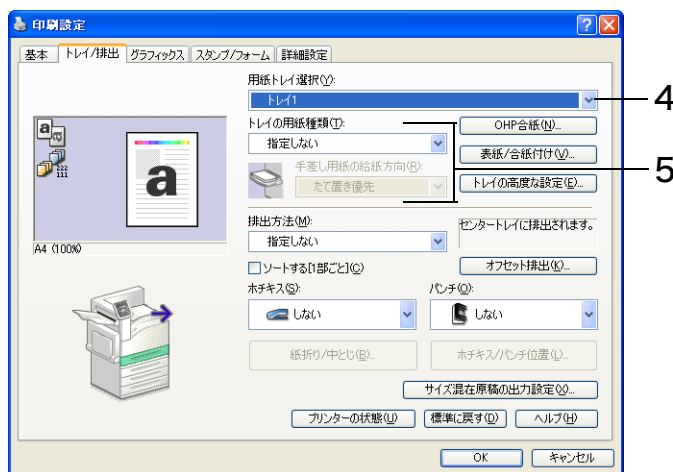 印刷設定
基本 トレイ/排出 グラフィックス スタンプ/フォーム 詳細設定
用紙トレイ選択(Y):
トレイ1
4
トレイの用紙種類(T):
指定しない
OHP合紙(N)...
表紙/合紙付け(V)...
5
手差し用紙の給紙方向(R):
たて置き優先
トレイの高度な設定(E)...
a
a
222
111
a
A4 (100%)
排出方法(M):
指定しない
センタートレイに排出されます。
ソートする[1部ごと](C)
オフセット排出(K)...
ホチキス(S):
パンチ(O):
しない
しない
紙折り/中とじ(B)...
ホチキス/パンチ位置(L)...
サイズ混在原稿の出力設定(X)...
プリンターの状態(U)
標準に戻す(D)
ヘルプ(H)
OK
キャンセル